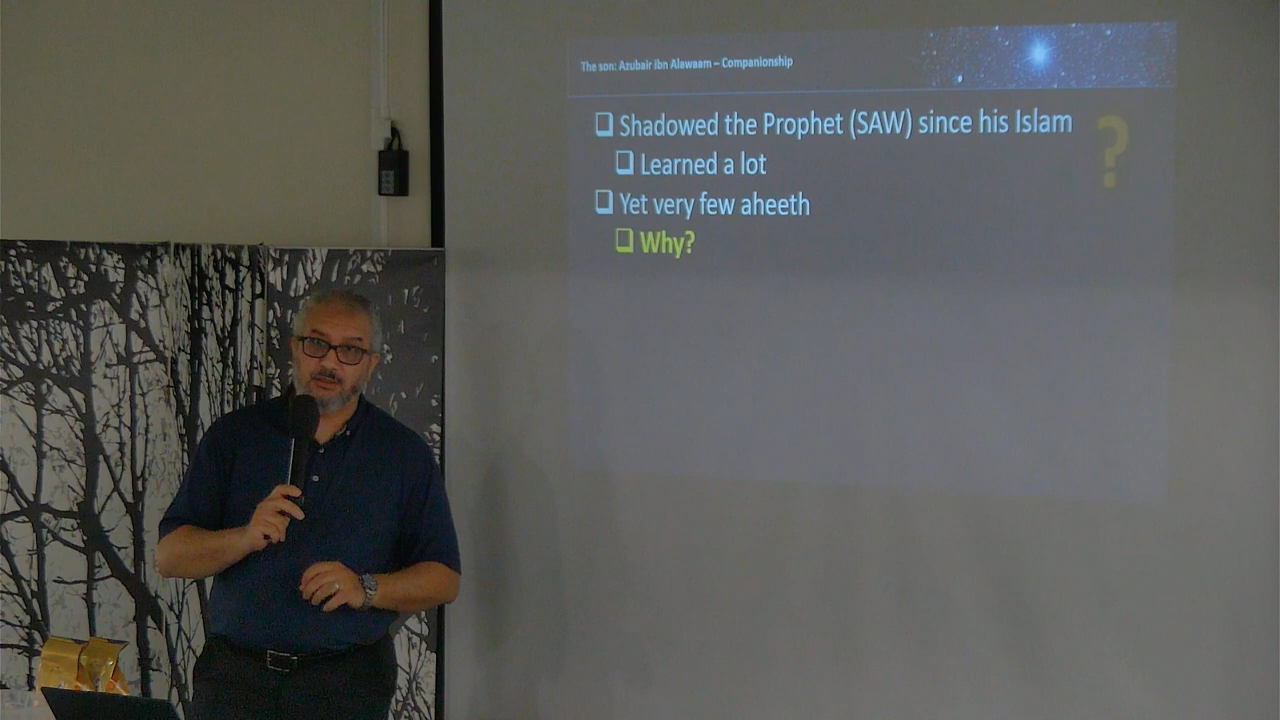 The son: Azubair Ibn Alawaam – Companionship
❑ Shadowed the Prophet (SAW) since his Islam
❑ Learned a lot
❑ Yet very few aheeth
❑ Why?
?